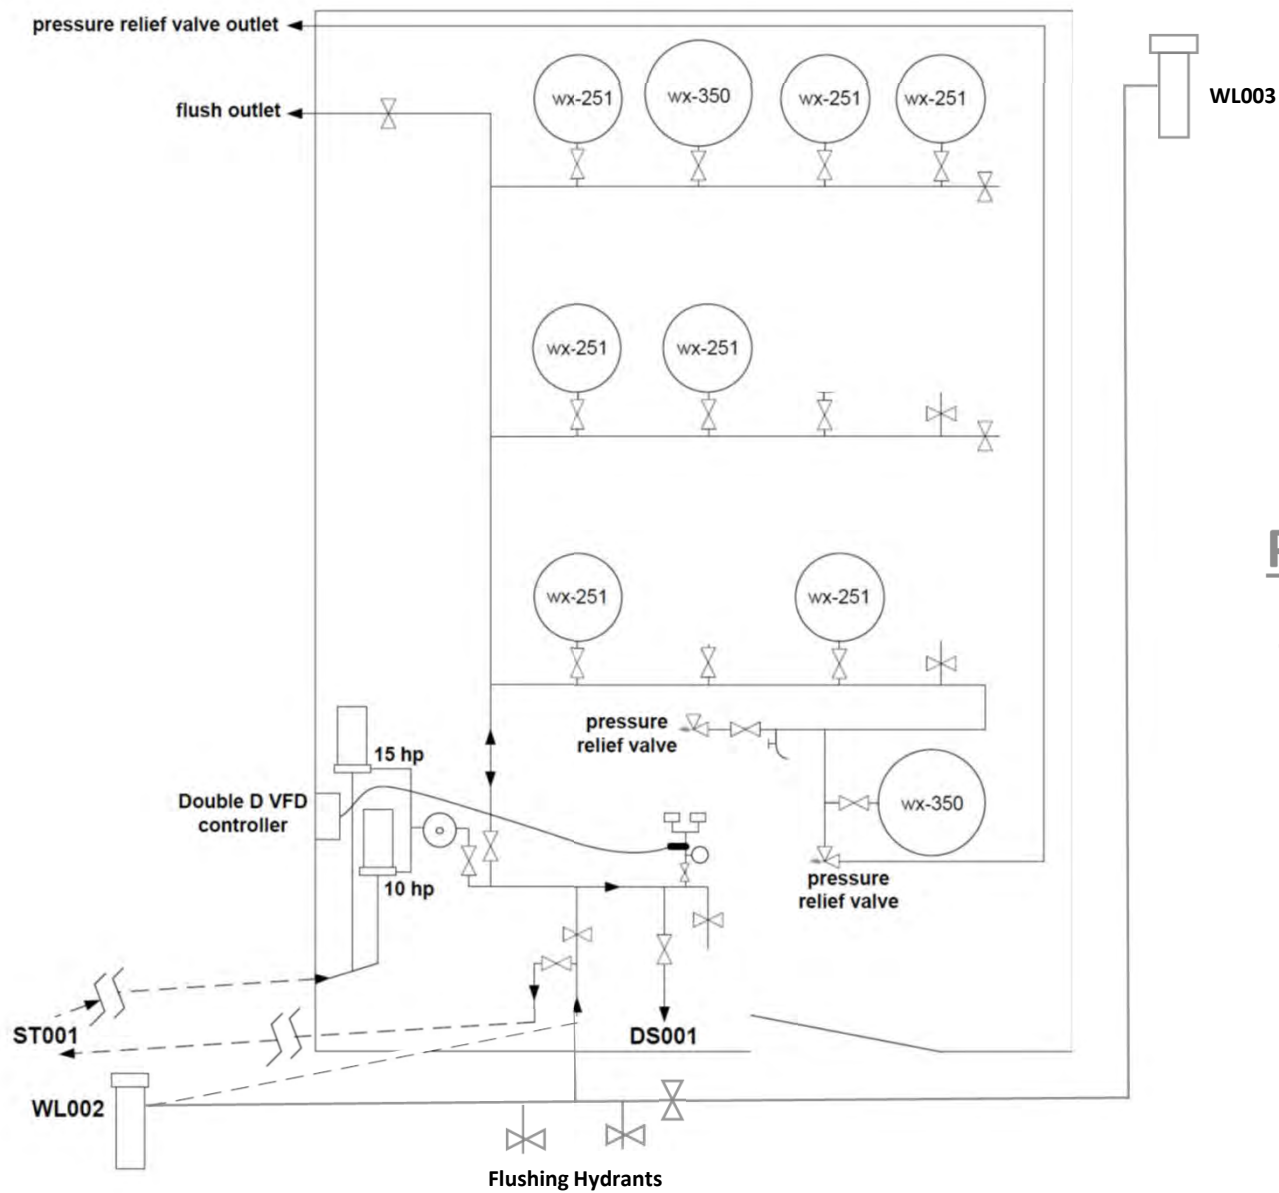 pressure relief valve outlet
wx-251
wx-350
wx-251
wx-251
WL003
flush outlet
wx-251
wx-251
wx-251
wx-251
pressure
relief valve
15 hp
Double D VFD
controller
wx-350
10 hp
pressure
relief valve
ST001
DS001
WL002
Flushing Hydrants